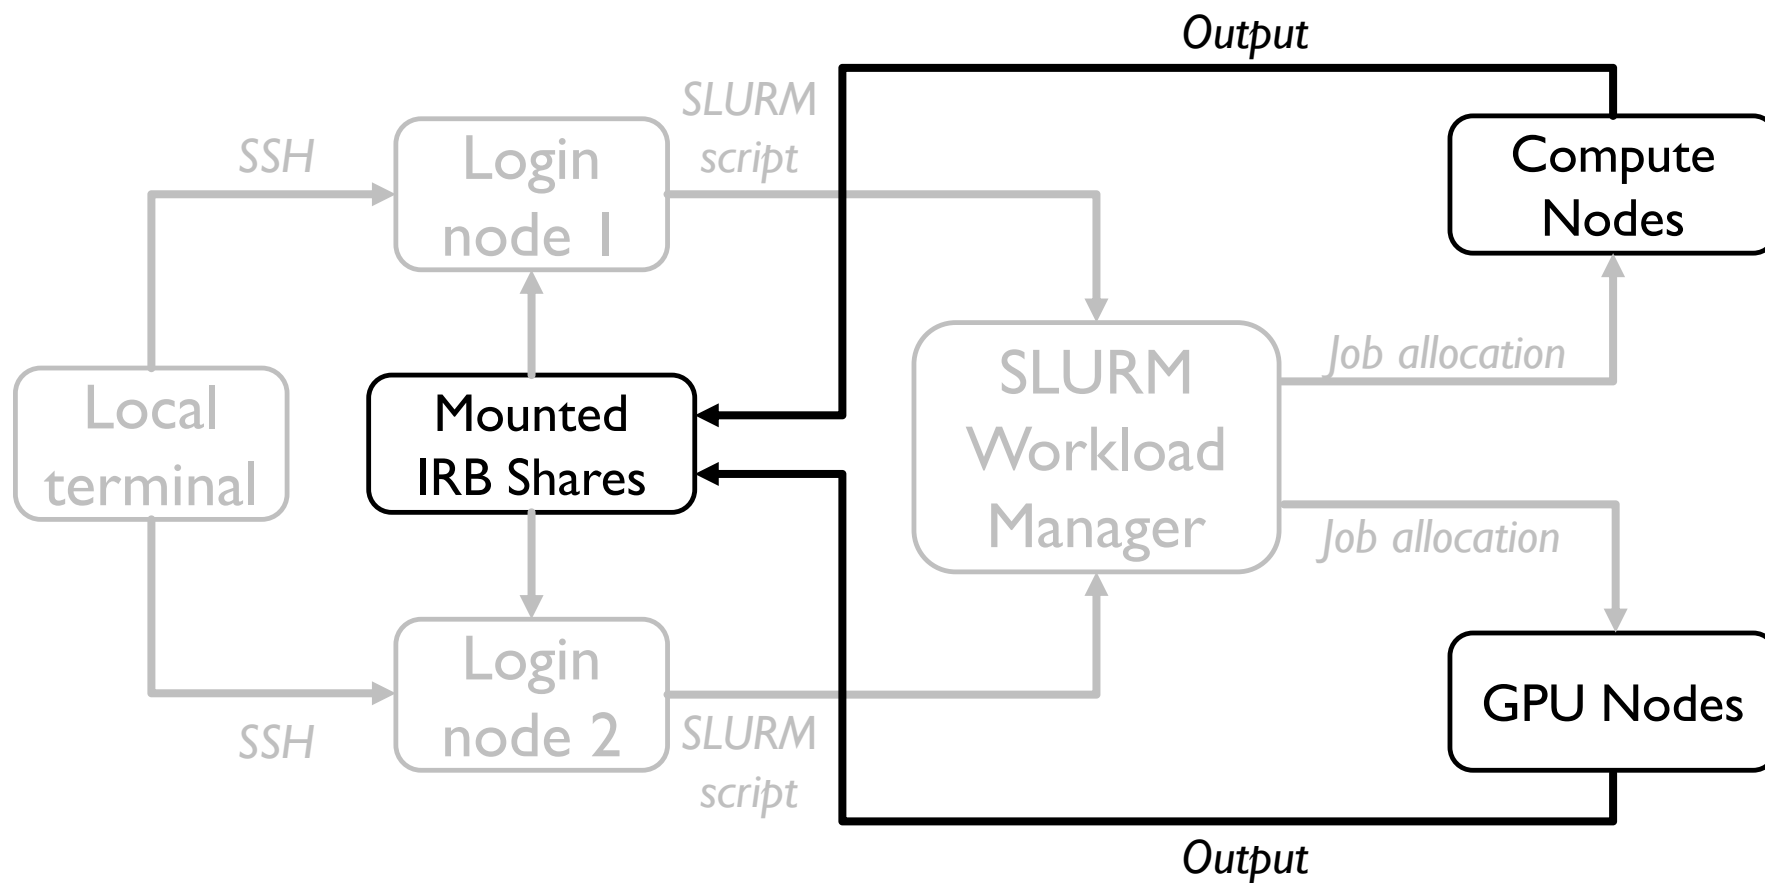 Output
SLURM
script
SSH
Login
node 1
Compute
Nodes
Local
terminal
Mounted
IRB Shares
SLURM
Workload
Manager
Job allocation
Job allocation
Login
node 2
SSH
SLURM
script
GPU Nodes
Output